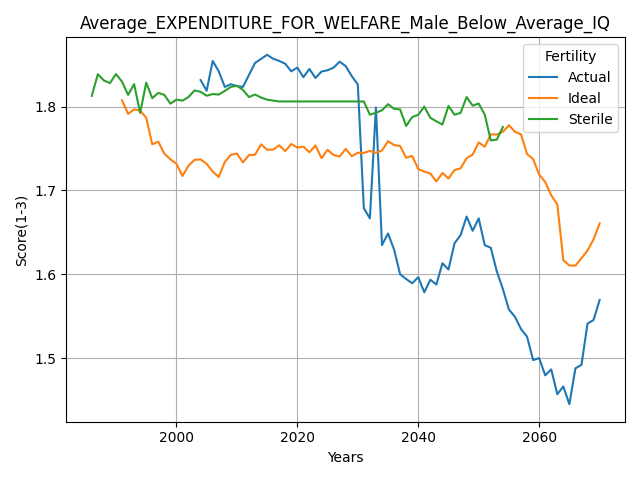 Average_EXPENDITURE_FOR_WELFARE_Male_Below_Average_IQ
Fertility
Actual
Ideal
Sterile
Score(1-3)
1.8
1.7
1.6
1.5
2000
2020
2040
2060
Years